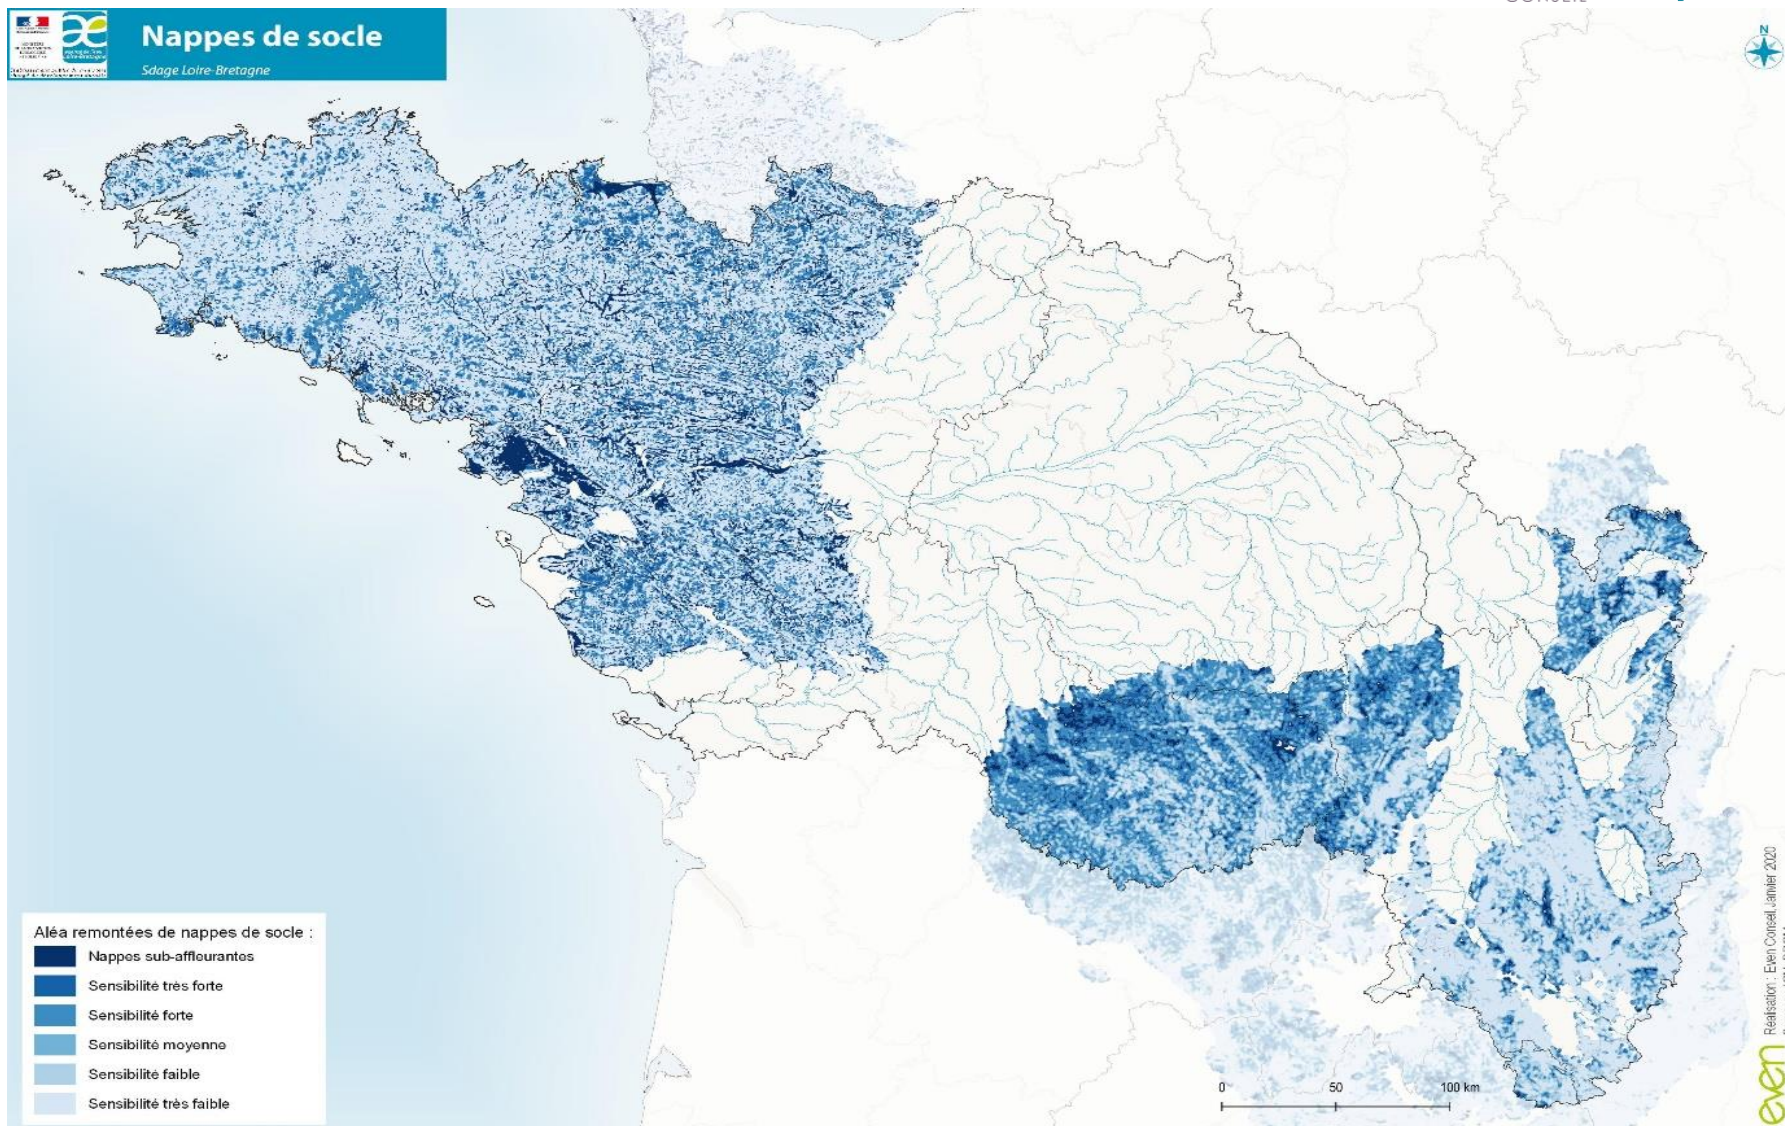 Nappes de socle
Sdage Loire-Bretagne
N
Aléa remontées de nappes de socle :
Nappes sub-affleurantes
Sensibilité très forte
Sensibilité forte
Sensibilité moyenne
Sensibilité faible
Sensibilité très faible
0 50 100 km
Réalisation : Even Conseil, Janvier 2020
even